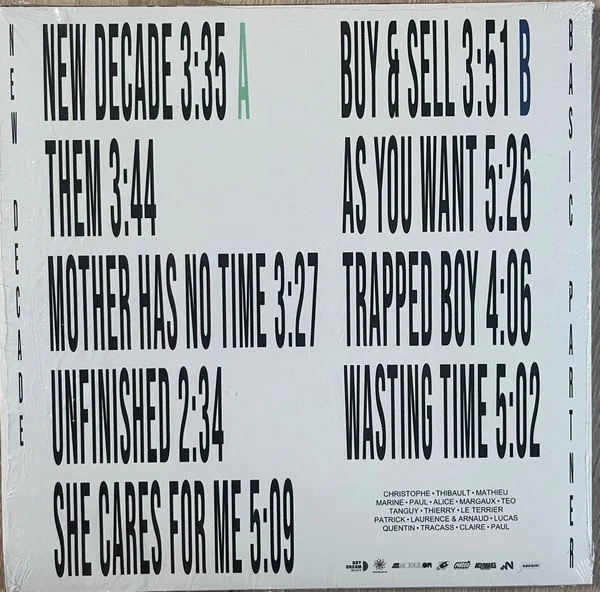 NEW DECADE
NEW DECADE 3:35 A
THEM 3:44
MOTHER HAS NO TIME 3:27
UNFINISHED 2:34
SHE CARES FOR ME 5:09
BUY & SELL 3:51 B
AS YOU WANT 5:26
TRAPPED BOY 4:06
WASTING TIME 5:02
CHRISTOPHE • THIBAULT • MATHIEU
MARINE • PAUL • ALICE • MARGAUX • TEO
TANGUY • THIERRY • LE TERRIER
PATRICK • LAURENCE & ARNAUD • LUCAS
QUENTIN • TRACASS • CLAIRE • PAUL
DAY
DREAM
sacem
BASIC PARTNER